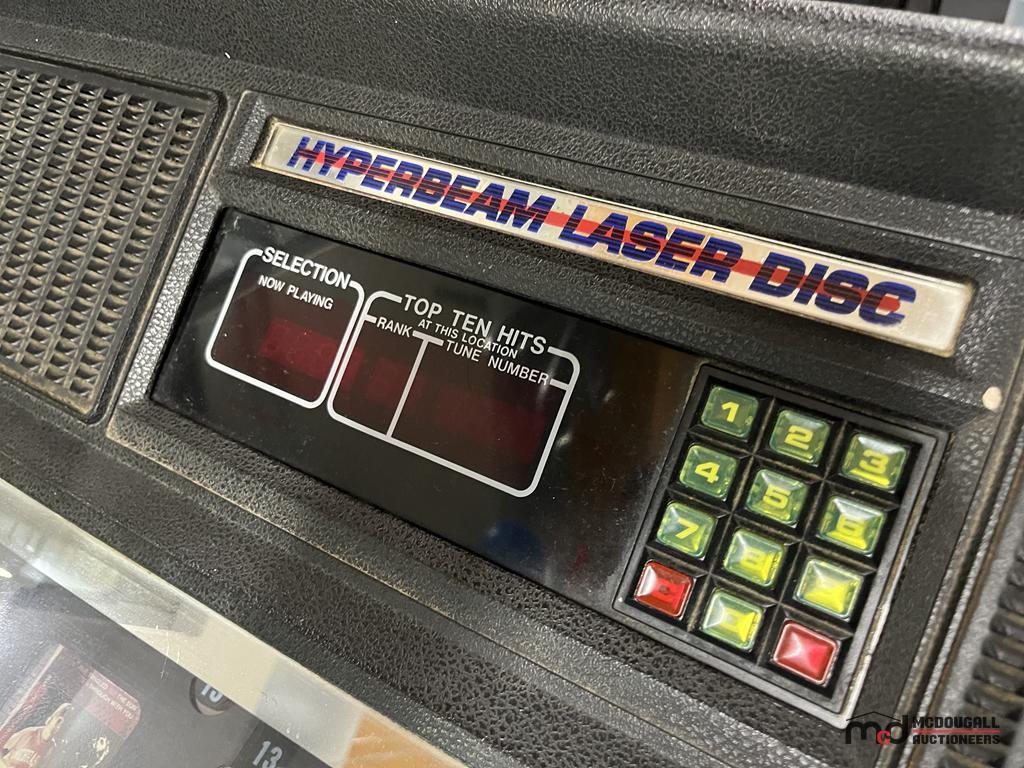 HYPERBEAM LASER DISC
SELECTION
NOW PLAYING
TOP TEN HITS
AT THIS LOCATION
RANK
TUNE NUMBER
1 2 3
4 5 6
7 8
13
MCDOUGALL
AUCTIONEERS
mcd